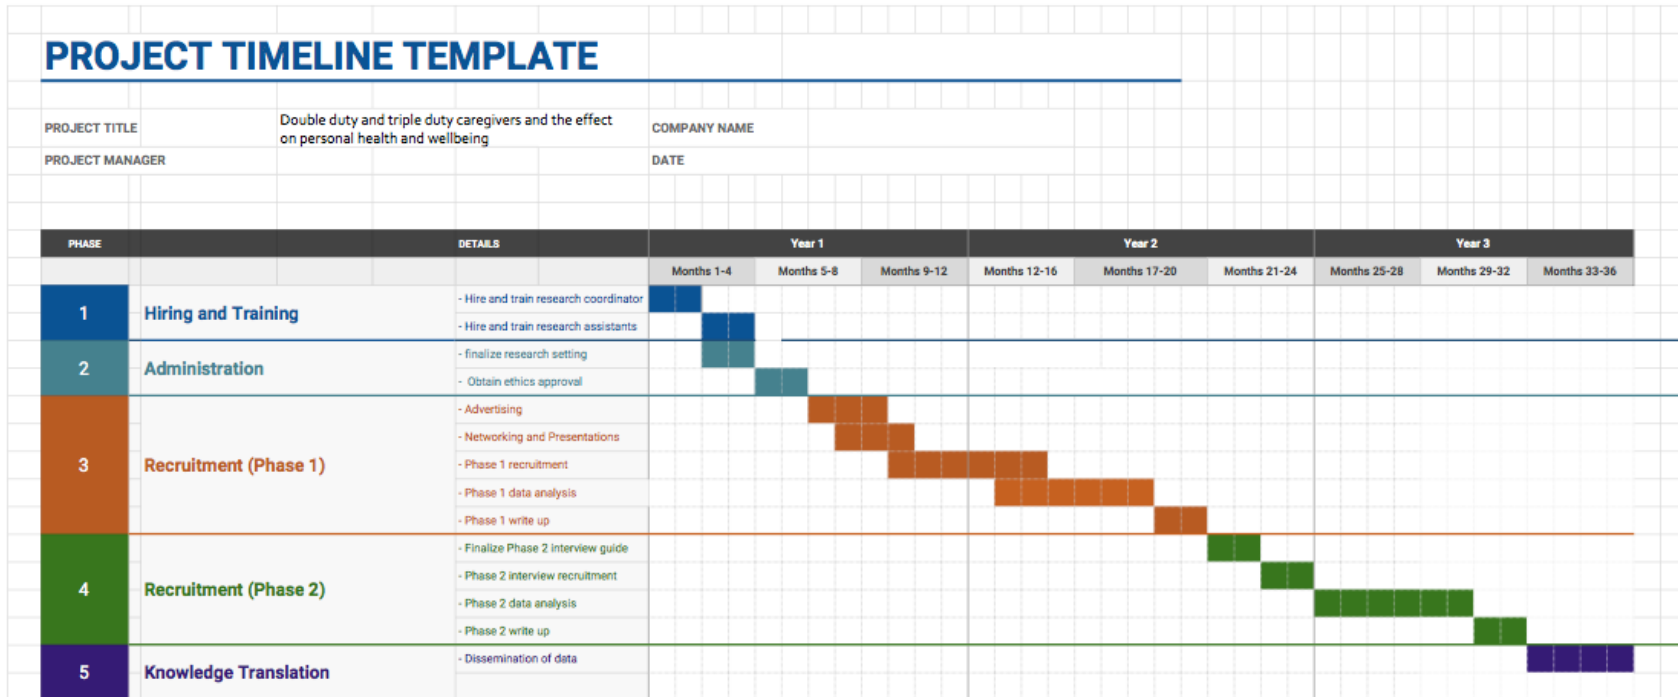 PROJECT TIMELINE TEMPLATE
PROJECT TITLE
Double duty and triple duty caregivers and the effect
on personal health and wellbeing
COMPANY NAME
PROJECT MANAGER
DATE
PHASE DETAILS Year 1 Year 2 Year 3
Months 1-4 Months 5-8 Months 9-12 Months 12-16 Months 17-20 Months 21-24 Months 25-28 Months 29-32 Months 33-36
1 Hiring and Training
- Hire and train research coordinator
- Hire and train research assistants
2 Administration
- finalize research setting
- Obtain ethics approval
3 Recruitment (Phase 1)
- Advertising
- Networking and Presentations
- Phase 1 recruitment
- Phase 1 data analysis
- Phase 1 write up
4 Recruitment (Phase 2)
- Finalize Phase 2 interview guide
- Phase 2 interview recruitment
- Phase 2 data analysis
- Phase 2 write up
5 Knowledge Translation
- Dissemination of data